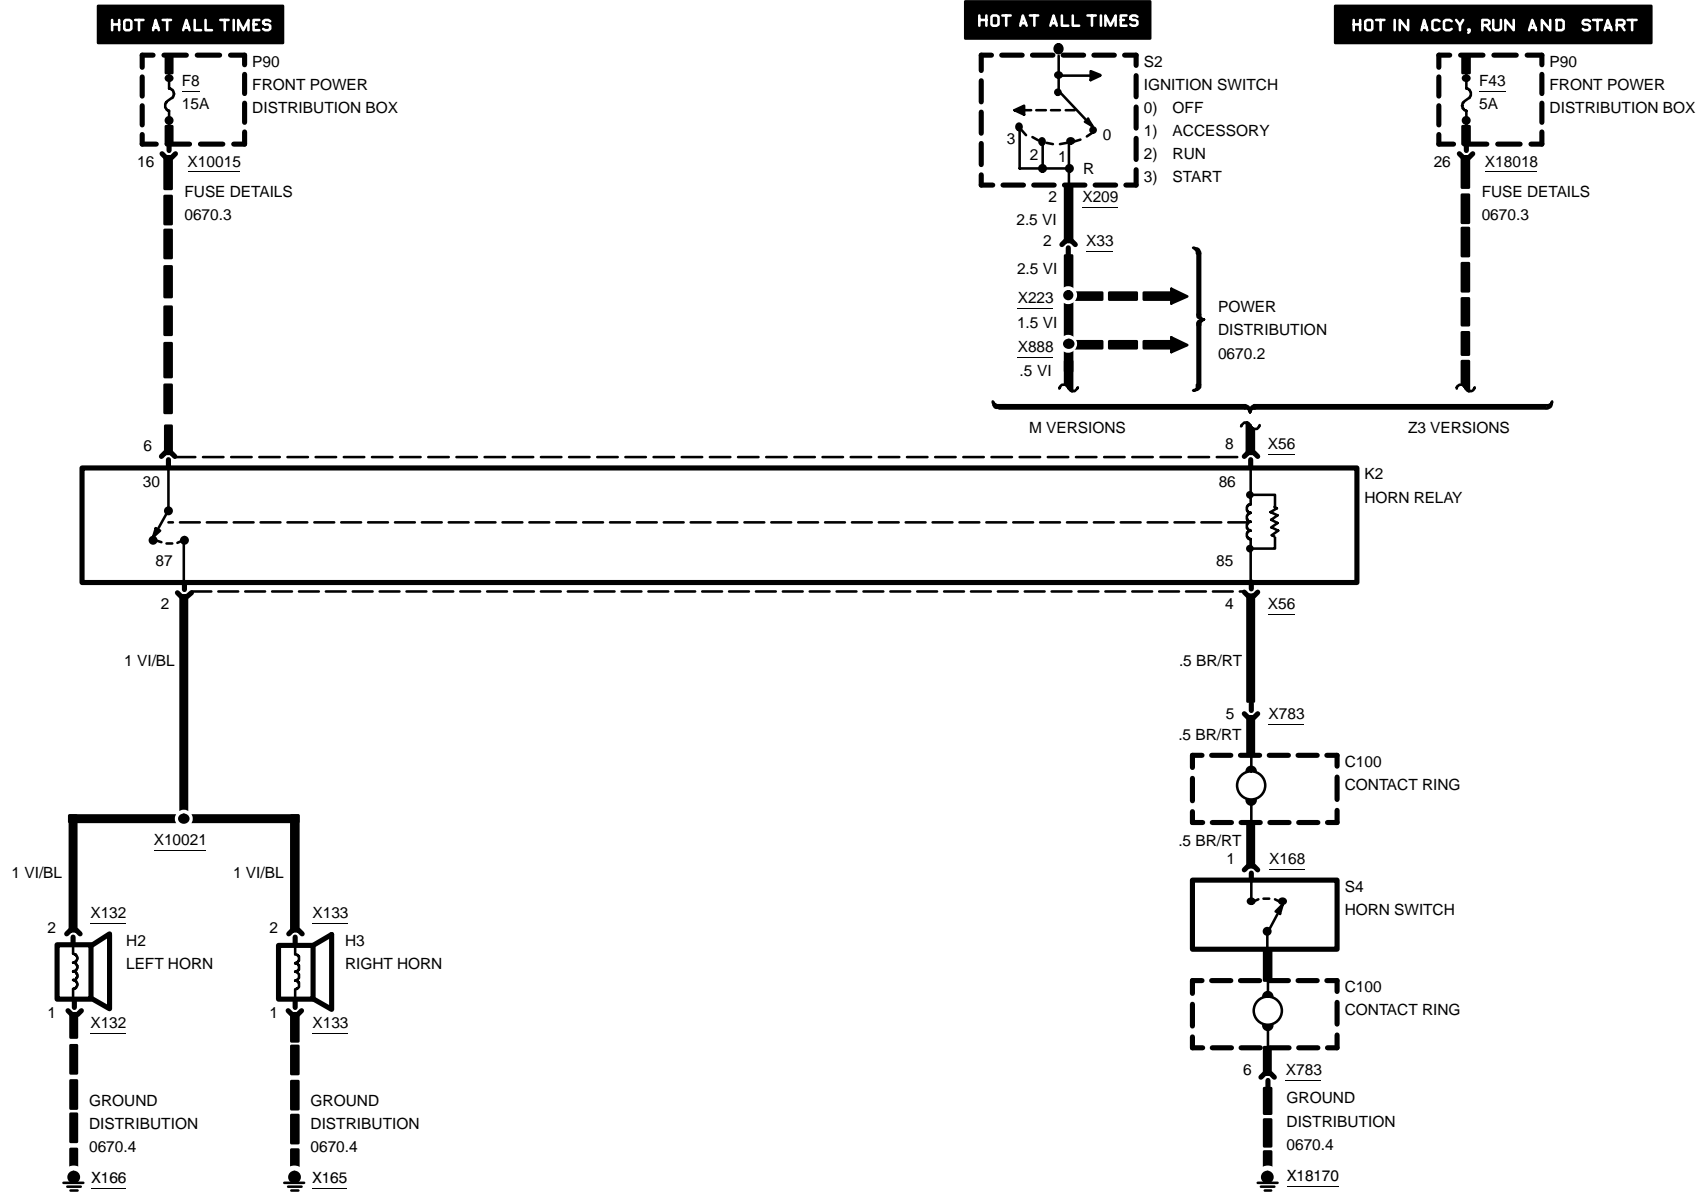 HOT AT ALL TIMES
P90
FRONT POWER
DISTRIBUTION BOX
F8
15A
16
X10015
FUSE DETAILS
0670.3
HOT AT ALL TIMES
S2
IGNITION SWITCH
0) OFF
1) ACCESSORY
2) RUN
3) START
0
3
2
1
R
2
X209
2.5 VI
2
X33
2.5 VI
X223
1.5 VI
X888
.5 VI
POWER
DISTRIBUTION
0670.2
HOT IN ACCY, RUN AND START
P90
FRONT POWER
DISTRIBUTION BOX
F43
5A
26
X18018
FUSE DETAILS
0670.3
M VERSIONS
Z3 VERSIONS
6
8
X56
30
86
K2
HORN RELAY
87
85
2
4
X56
1 VI/BL
X10021
1 VI/BL
1 VI/BL
X132
2
H2
LEFT HORN
1
X132
GROUND
DISTRIBUTION
0670.4
X166
X133
2
H3
RIGHT HORN
1
X133
GROUND
DISTRIBUTION
0670.4
X165
.5 BR/RT
5
X783
.5 BR/RT
C100
CONTACT RING
.5 BR/RT
1
X168
S4
HORN SWITCH
C100
CONTACT RING
6
X783
GROUND
DISTRIBUTION
0670.4
X18170